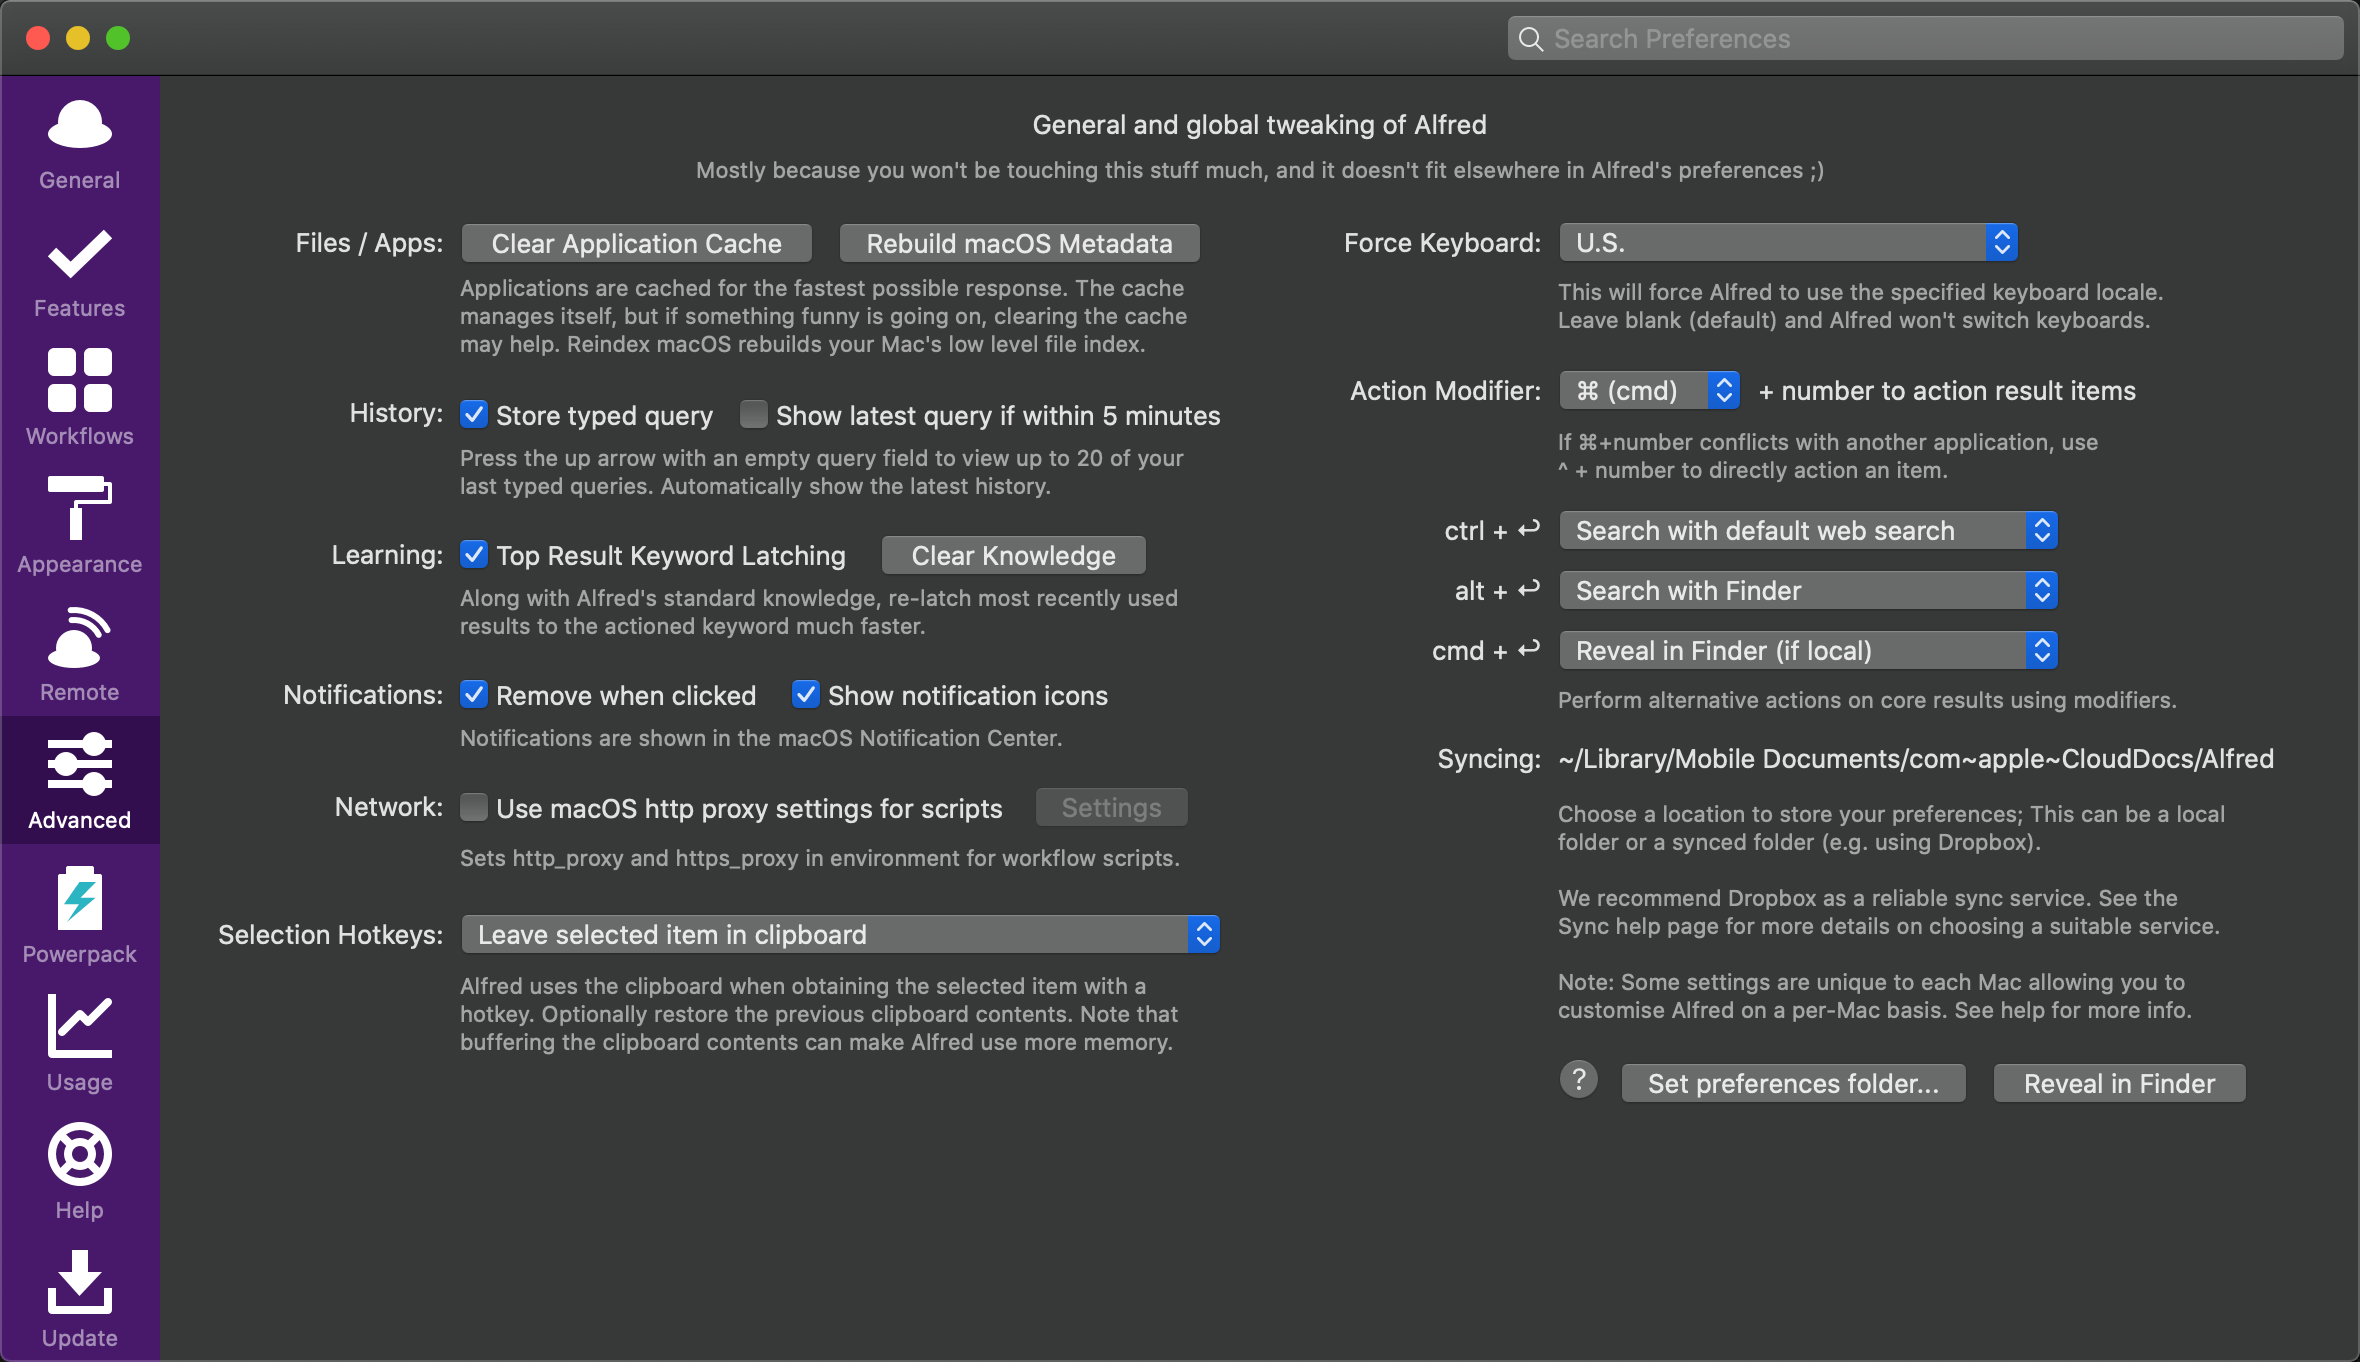 Search Preferences
General
Features
Workflows
Appearance
Remote
Advanced
Powerpack
Usage
Help
Update
General and global tweaking of Alfred
Mostly because you won't be touching this stuff much, and it doesn't fit elsewhere in Alfred's preferences ;)
Files / Apps: Clear Application Cache Rebuild macOS Metadata
Applications are cached for the fastest possible response. The cache
manages itself, but if something funny is going on, clearing the cache
may help. Reindex macOS rebuilds your Mac's low level file index.
History: Store typed query Show latest query if within 5 minutes
Press the up arrow with an empty query field to view up to 20 of your
last typed queries. Automatically show the latest history.
Learning: Top Result Keyword Latching Clear Knowledge
Along with Alfred's standard knowledge, re-latch most recently used
results to the actioned keyword much faster.
Notifications: Remove when clicked Show notification icons
Notifications are shown in the macOS Notification Center.
Network: Use macOS http proxy settings for scripts Settings
Sets http_proxy and https_proxy in environment for workflow scripts.
Selection Hotkeys: Leave selected item in clipboard
Alfred uses the clipboard when obtaining the selected item with a
hotkey. Optionally restore the previous clipboard contents. Note that
buffering the clipboard contents can make Alfred use more memory.
Force Keyboard: U.S.
This will force Alfred to use the specified keyboard locale.
Leave blank (default) and Alfred won't switch keyboards.
Action Modifier: ⌘ (cmd) + number to action result items
If ⌘+number conflicts with another application, use
^ + number to directly action an item.
ctrl + ↩ Search with default web search
alt + ↩ Search with Finder
cmd + ↩ Reveal in Finder (if local)
Perform alternative actions on core results using modifiers.
Syncing: ~/Library/Mobile Documents/com~apple~CloudDocs/Alfred
Choose a location to store your preferences; This can be a local
folder or a synced folder (e.g. using Dropbox).
We recommend Dropbox as a reliable sync service. See the
Sync help page for more details on choosing a suitable service.
Note: Some settings are unique to each Mac allowing you to
customise Alfred on a per-Mac basis. See help for more info.
? Set preferences folder... Reveal in Finder